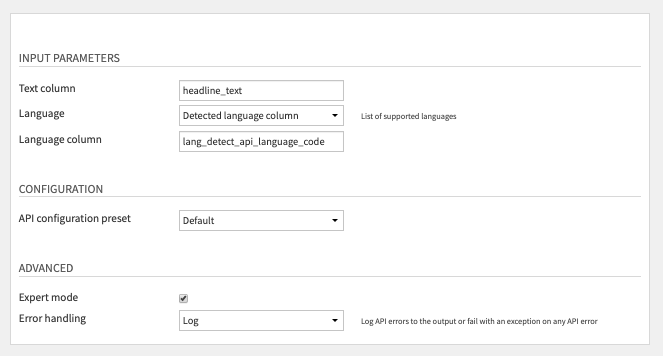 INPUT PARAMETERS
Text column headline_text
Language Detected language column List of supported languages
Language column lang_detect_api_language_code
CONFIGURATION
API configuration preset Default
ADVANCED
Expert mode
Error handling Log Log API errors to the output or fail with an exception on any API error